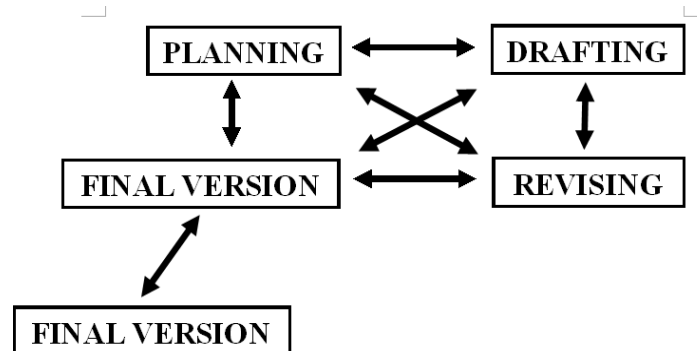 PLANNING
DRAFTING
FINAL VERSION
REVISING
FINAL VERSION